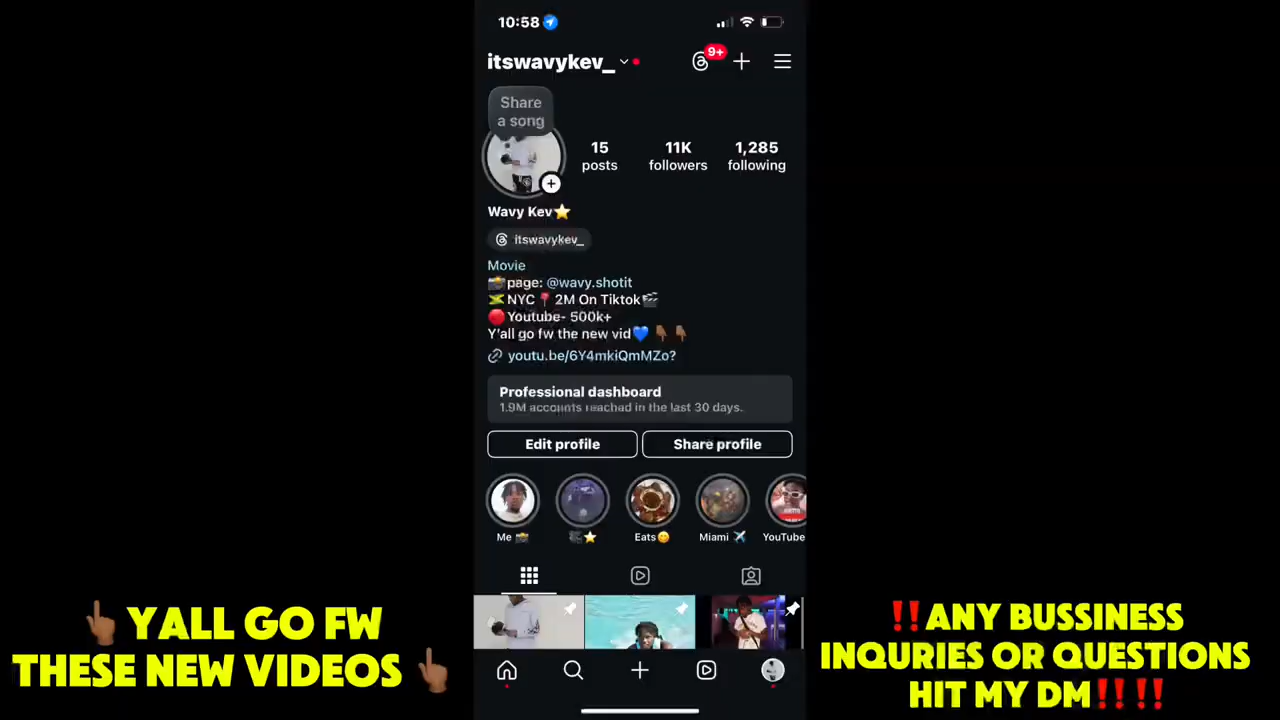 10:58
itswavykev_
9+
Share
a song
15
posts
11K
followers
1,285
following
Wavy Kev⭐
itswavykev_
Movie
📸page: @wavy.shotit
🇯🇲NYC📍2M On Tiktok🎬
🔴Youtube- 500k+
Y'all go fw the new vid💙👇🏾👇🏾
youtu.be/6Y4mkiQmMZo?
Professional dashboard
1.9M accounts reached in the last 30 days.
Edit profile
Share profile
Me 📸
⭐
Eats😋
Miami ✈️
YouTube
👆🏾YALL GO FW
THESE NEW VIDEOS👆🏾
‼️ANY BUSSINESS
INQURIES OR QUESTIONS
HIT MY DM‼️‼️